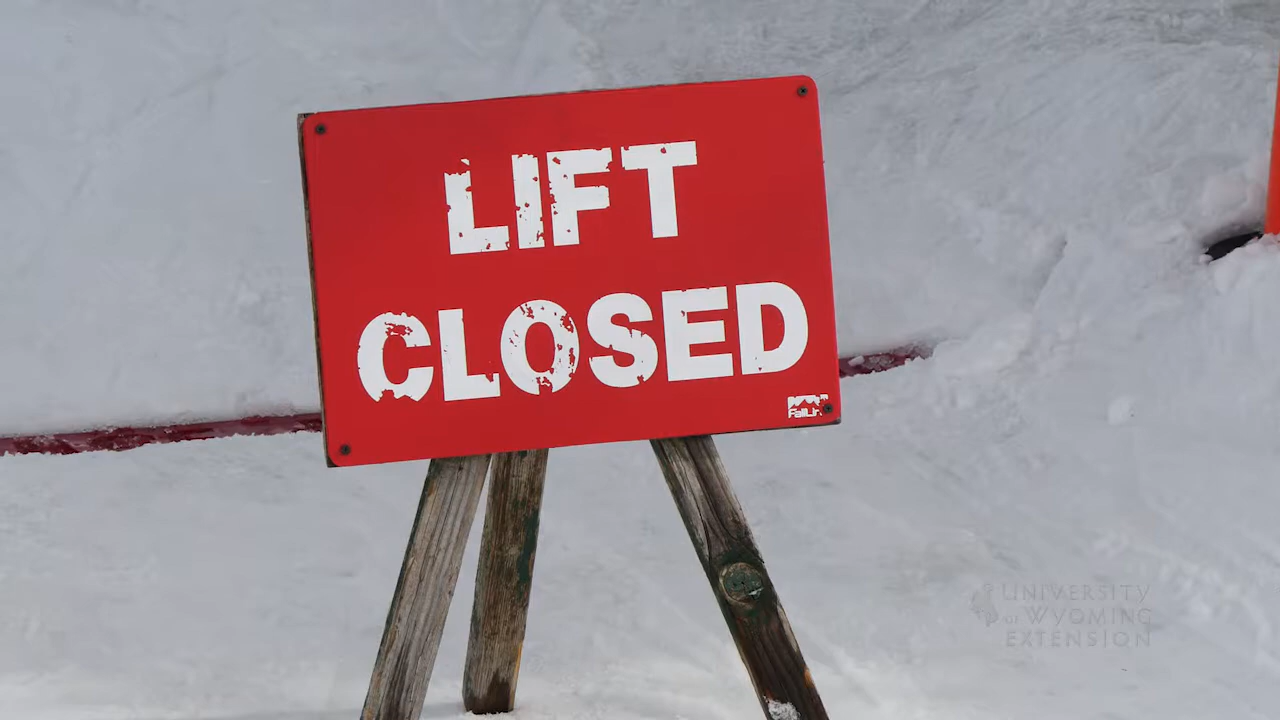 LIFT
CLOSED
UNIVERSITY
OF WYOMING
EXTENSION